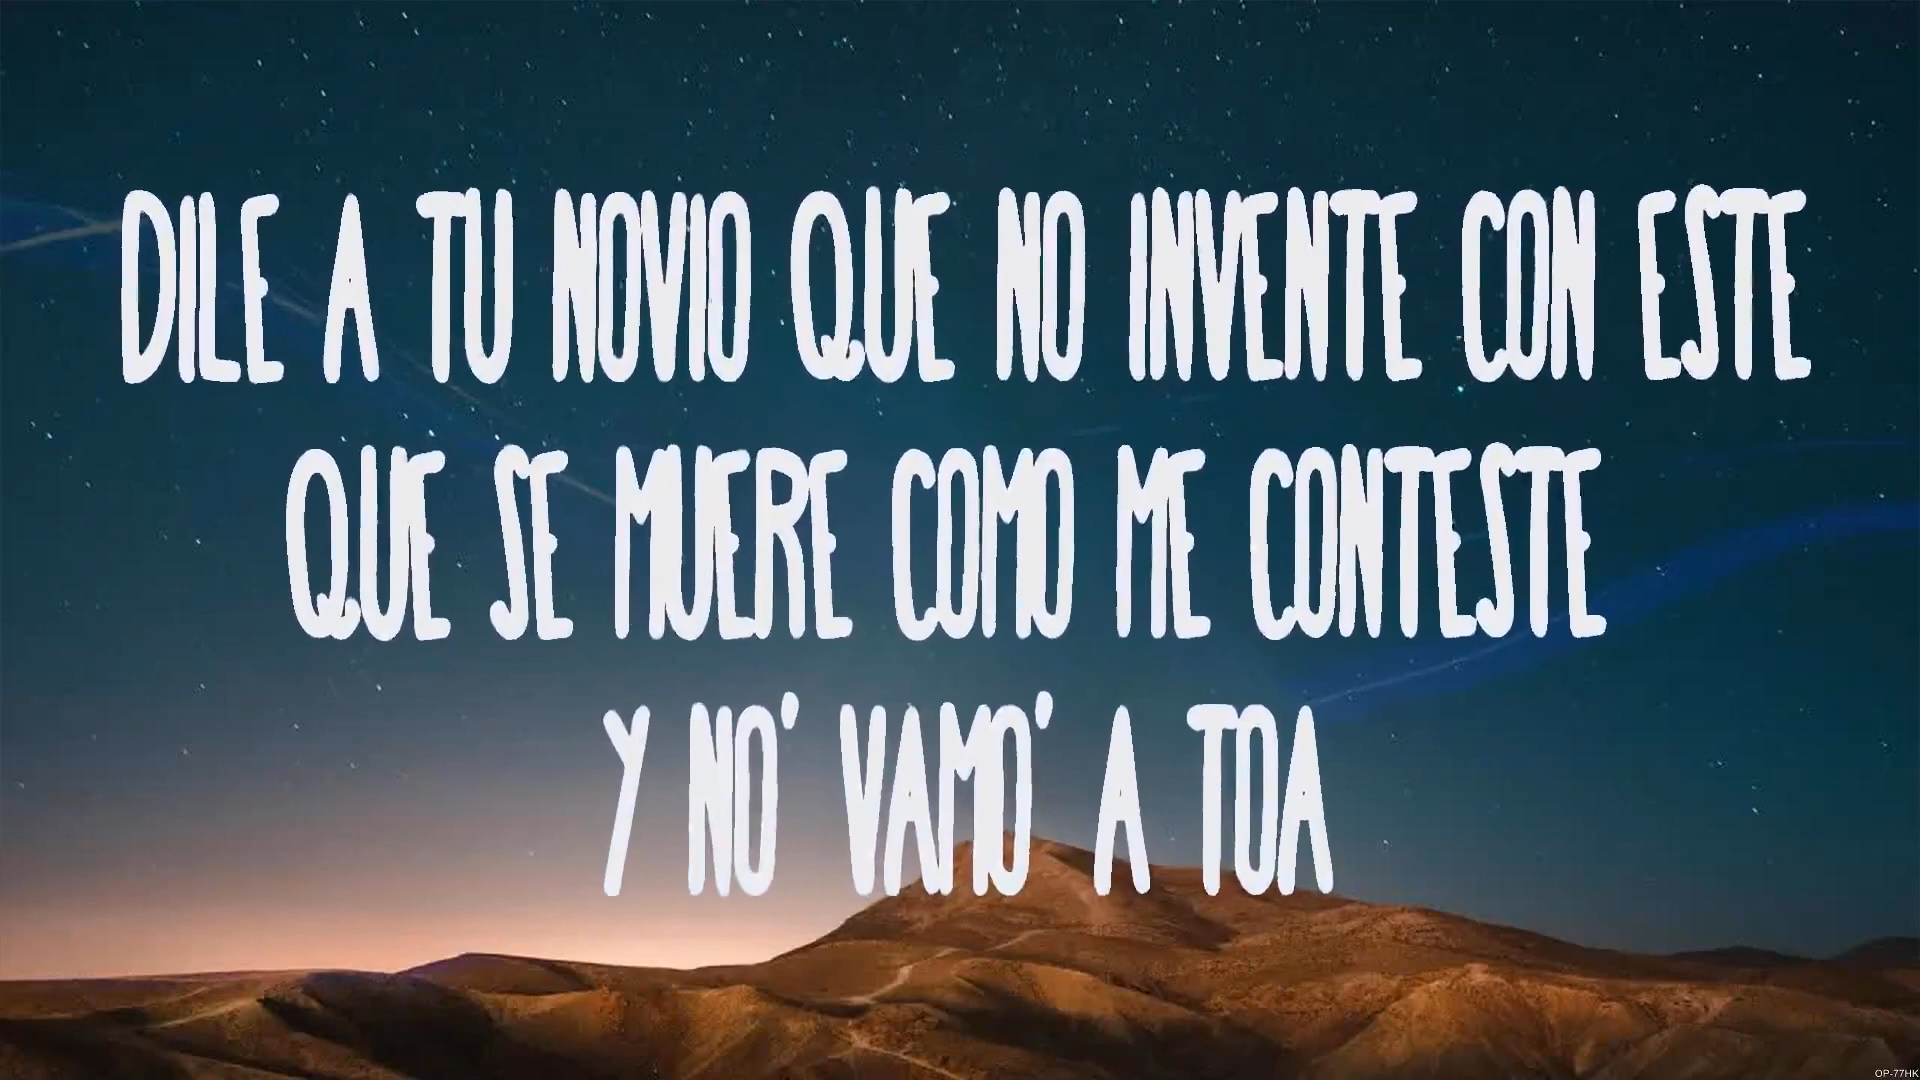 DILE A TU NOVIO QUE NO INVENTE CON ESTE
QUE SE MUERE COMO ME CONTESTE
Y NO' VAMO' A TOA
OP-77HK